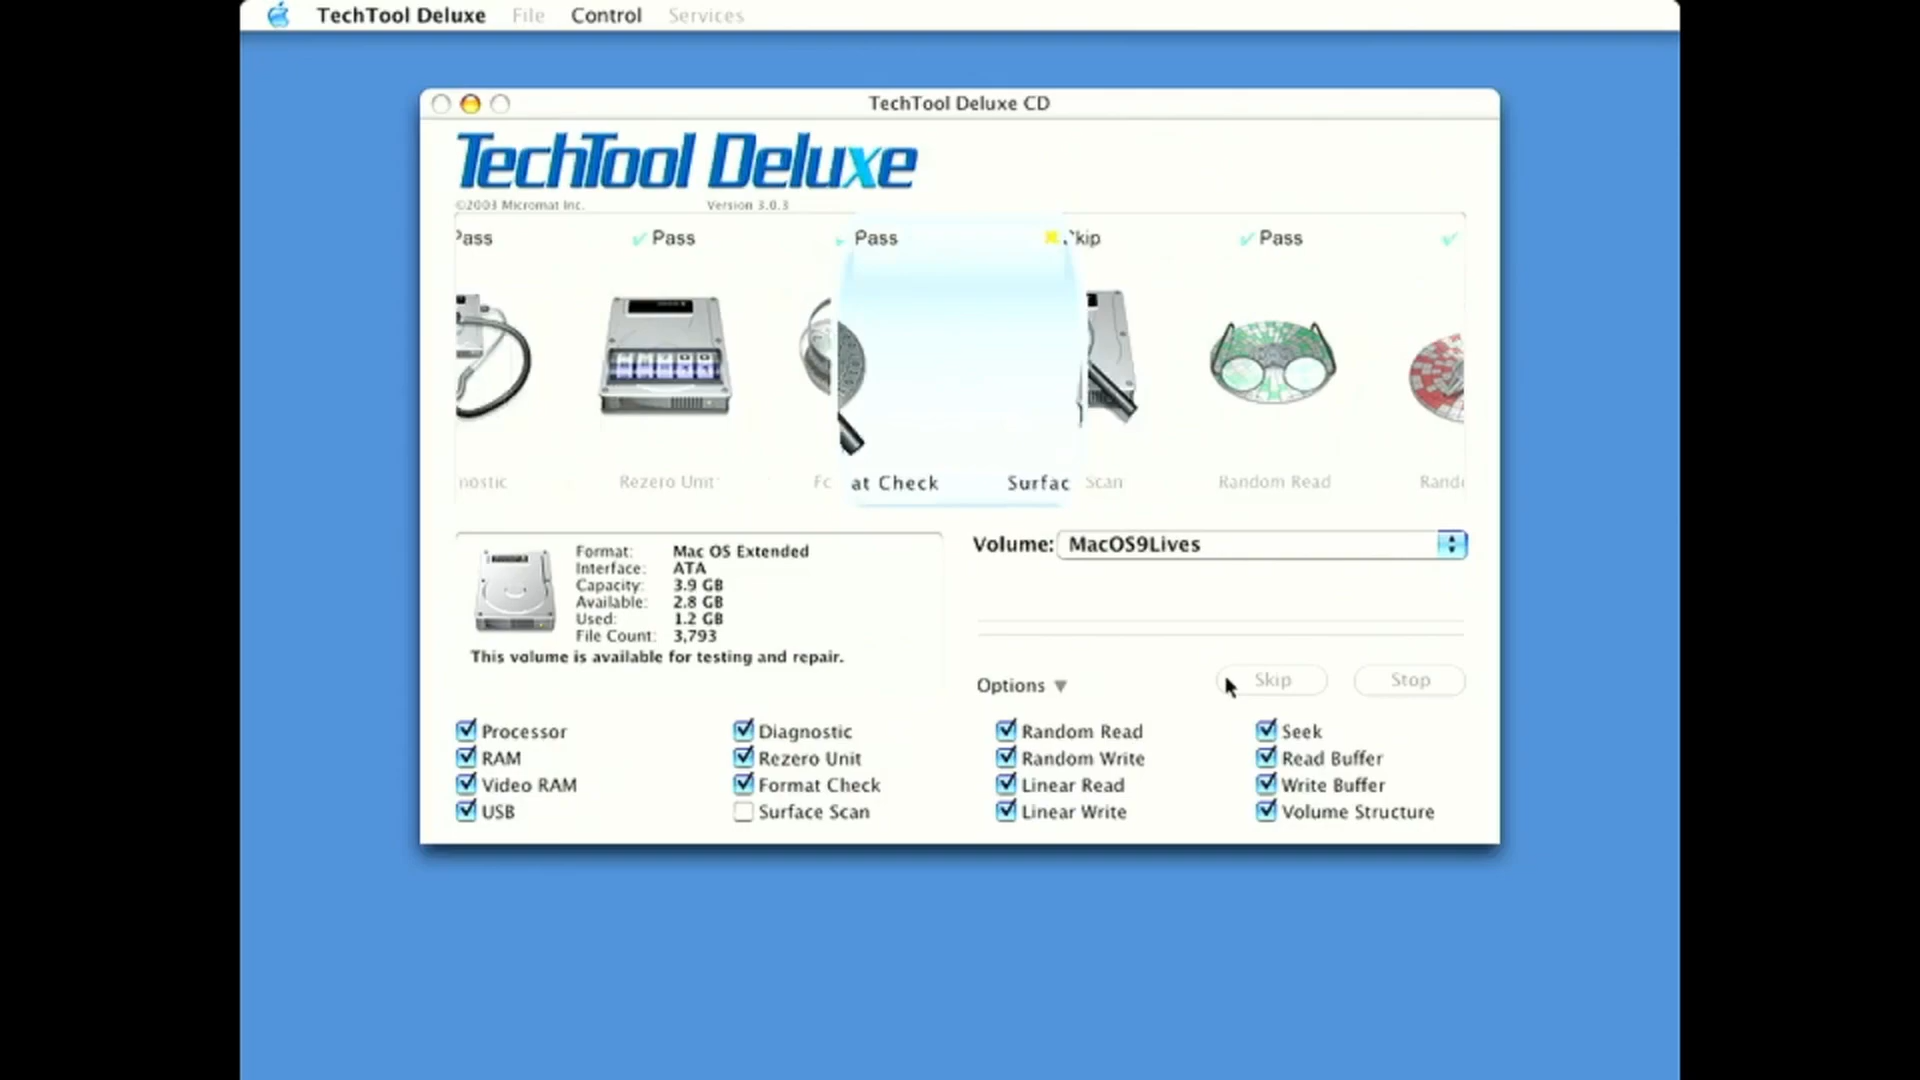 TechTool Deluxe File Control Services
TechTool Deluxe CD
TechTool Deluxe
©2003 Micromat Inc. Version 3.0.3
Pass Pass Pass Skip Pass
nostic Rezero Unit Fc at Check Surfac Scan Random Read Rand
Format: Mac OS Extended
Interface: ATA
Capacity: 3.9 GB
Available: 2.8 GB
Used: 1.2 GB
File Count: 3,793
This volume is available for testing and repair.
Volume: MacOS9Lives
Options Skip Stop
Processor Diagnostic Random Read Seek
RAM Rezero Unit Random Write Read Buffer
Video RAM Format Check Linear Read Write Buffer
USB Surface Scan Linear Write Volume Structure